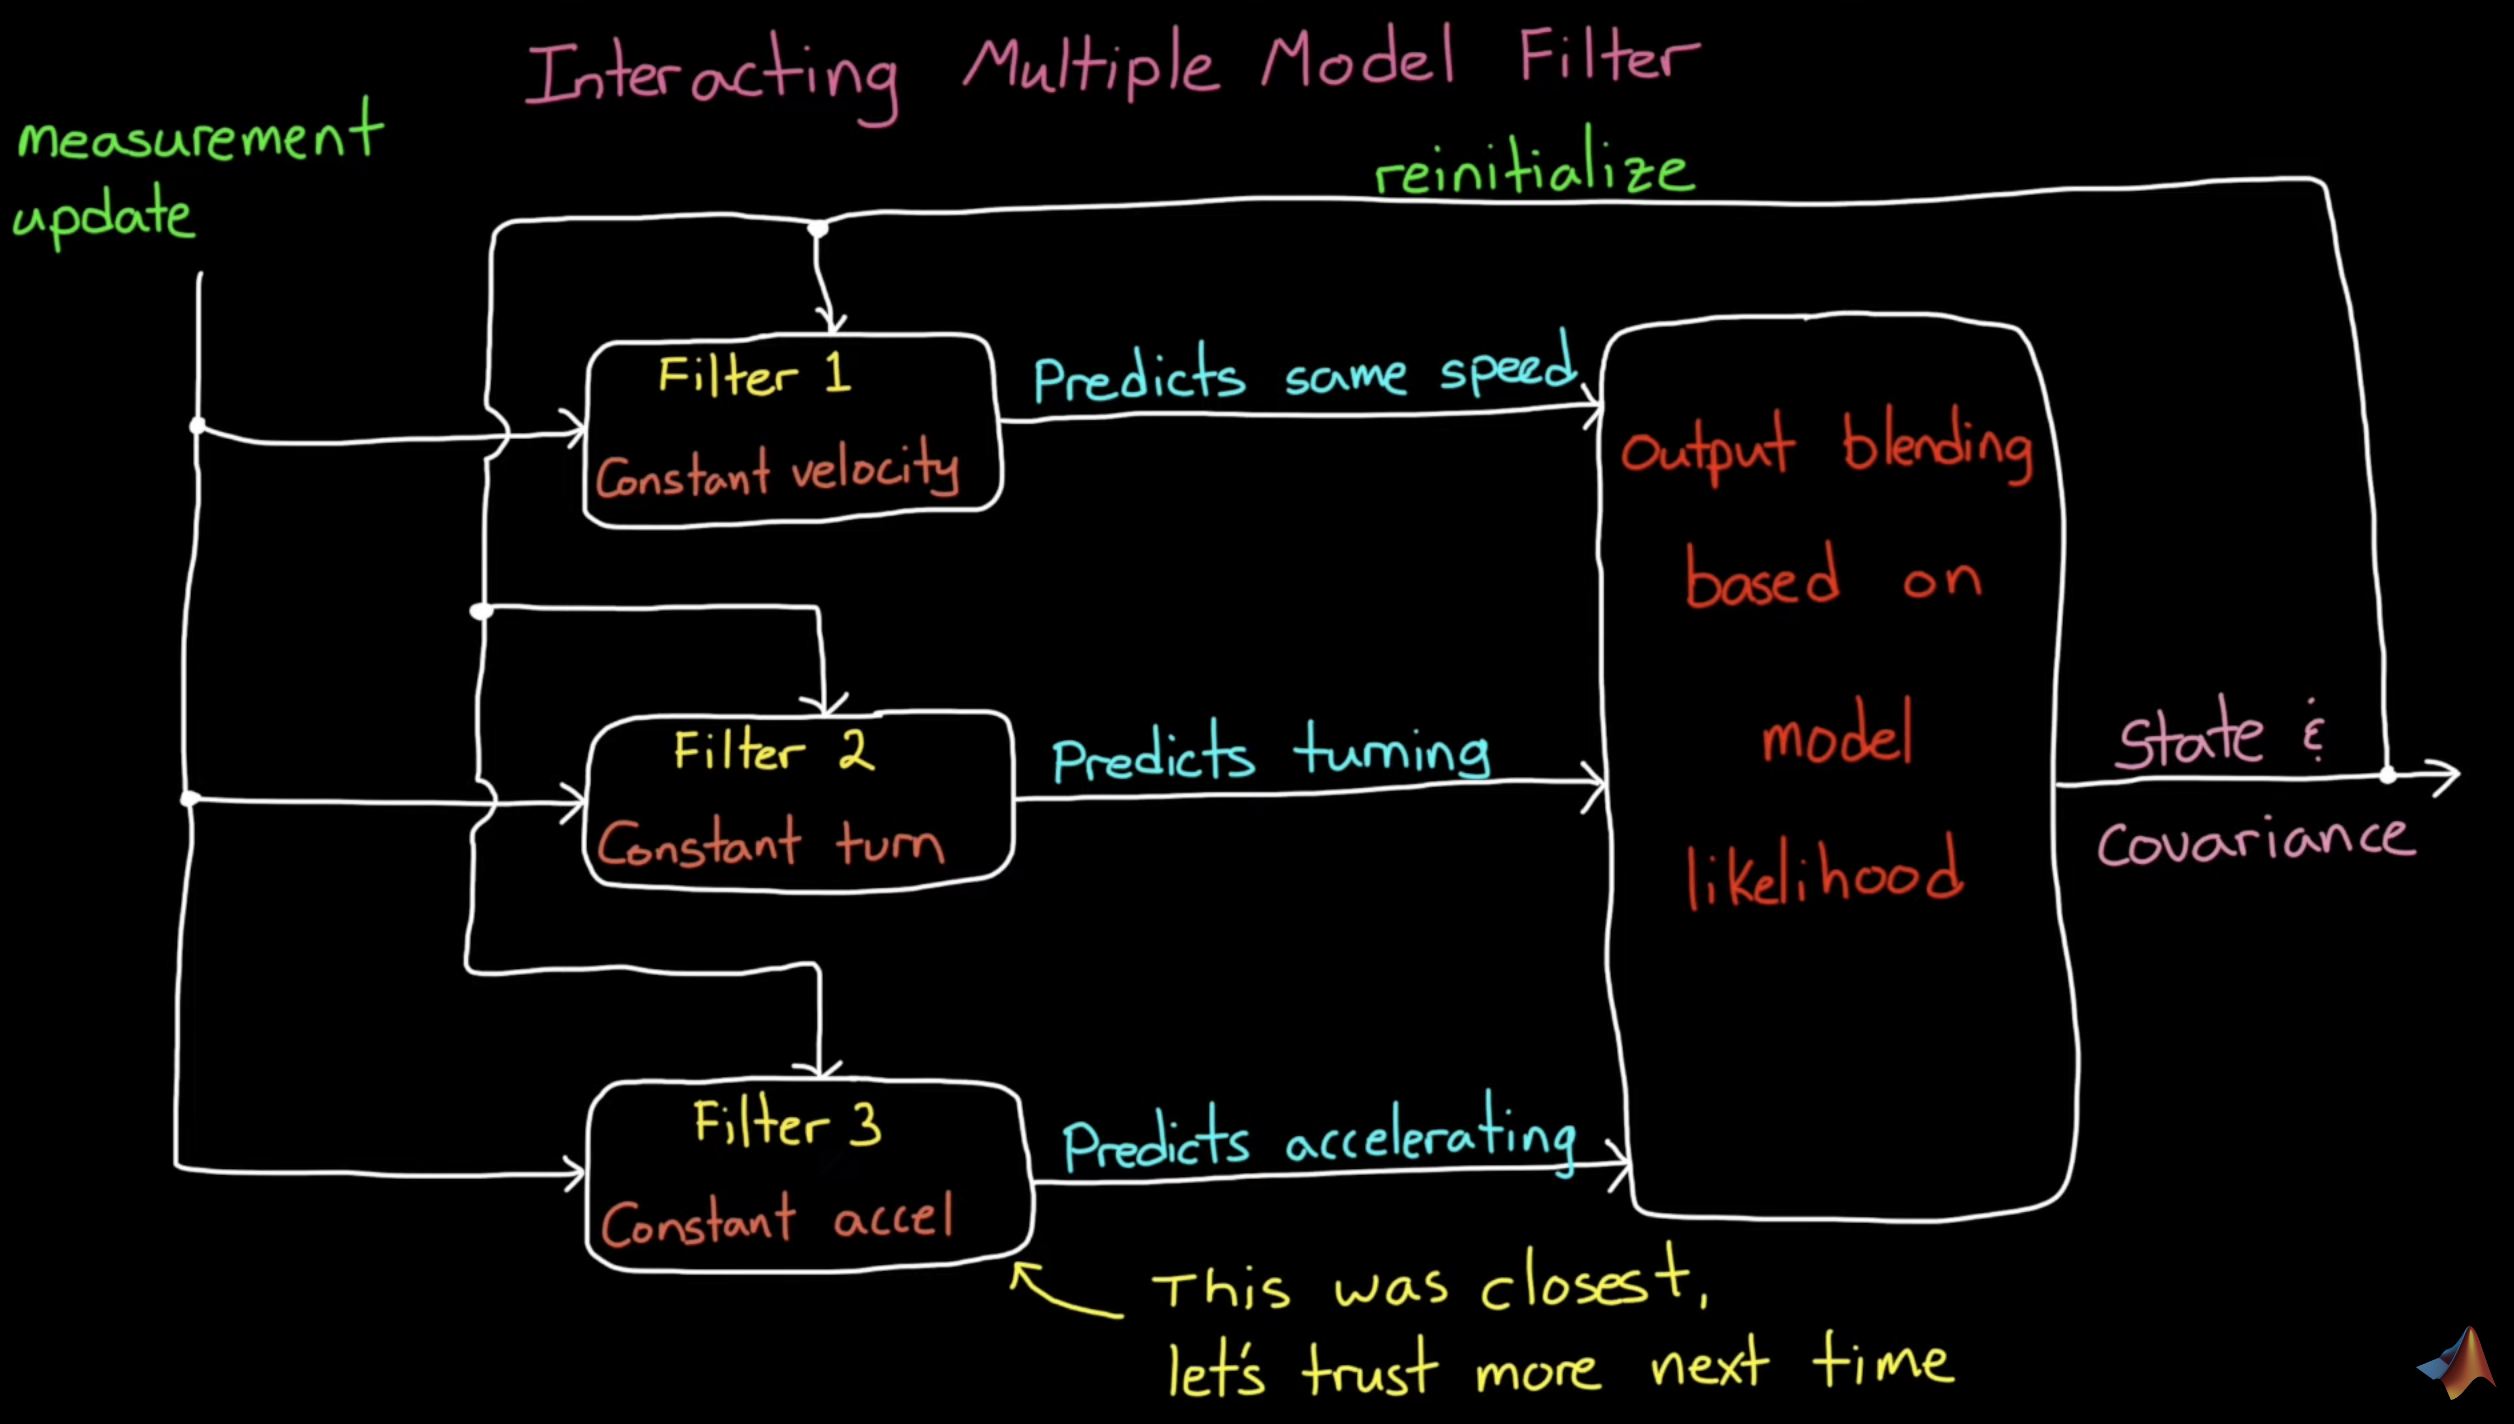 Interacting Multiple Model Filter
measurement
update
reinitialize
Filter 1
Constant velocity
Predicts same speed
Filter 2
Constant turn
Predicts turning
Filter 3
Constant accel
Predicts accelerating
Output blending
based on
model
likelihood
State &
Covariance
This was closest,
let's trust more next time